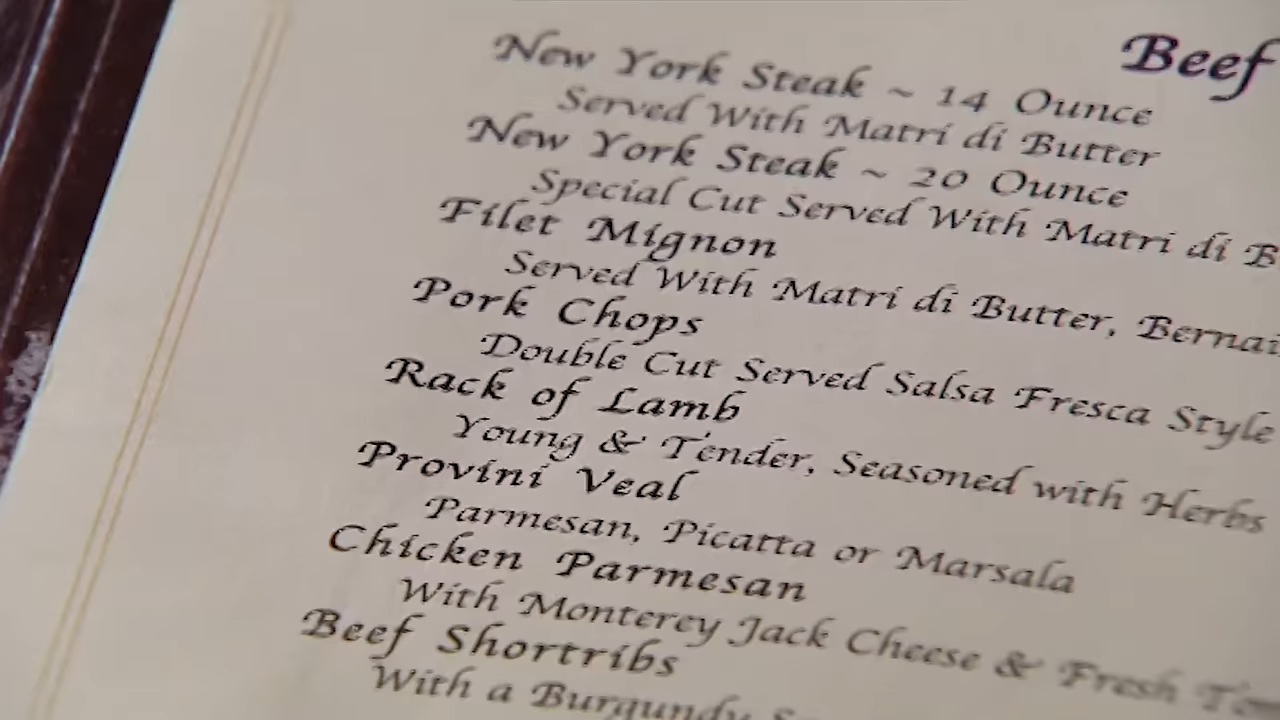 Beef
New York Steak ~ 14 Ounce
Served With Matri di Butter
New York Steak ~ 20 Ounce
Special Cut Served With Matri di B
Filet Mignon
Served With Matri di Butter, Bernai
Pork Chops
Double Cut Served Salsa Fresca Style
Rack of Lamb
Young & Tender, Seasoned with Herbs
Provini Veal
Parmesan, Picatta or Marsala
Chicken Parmesan
With Monterey Jack Cheese & Fresh
Beef Shortribs
With a Burgundy